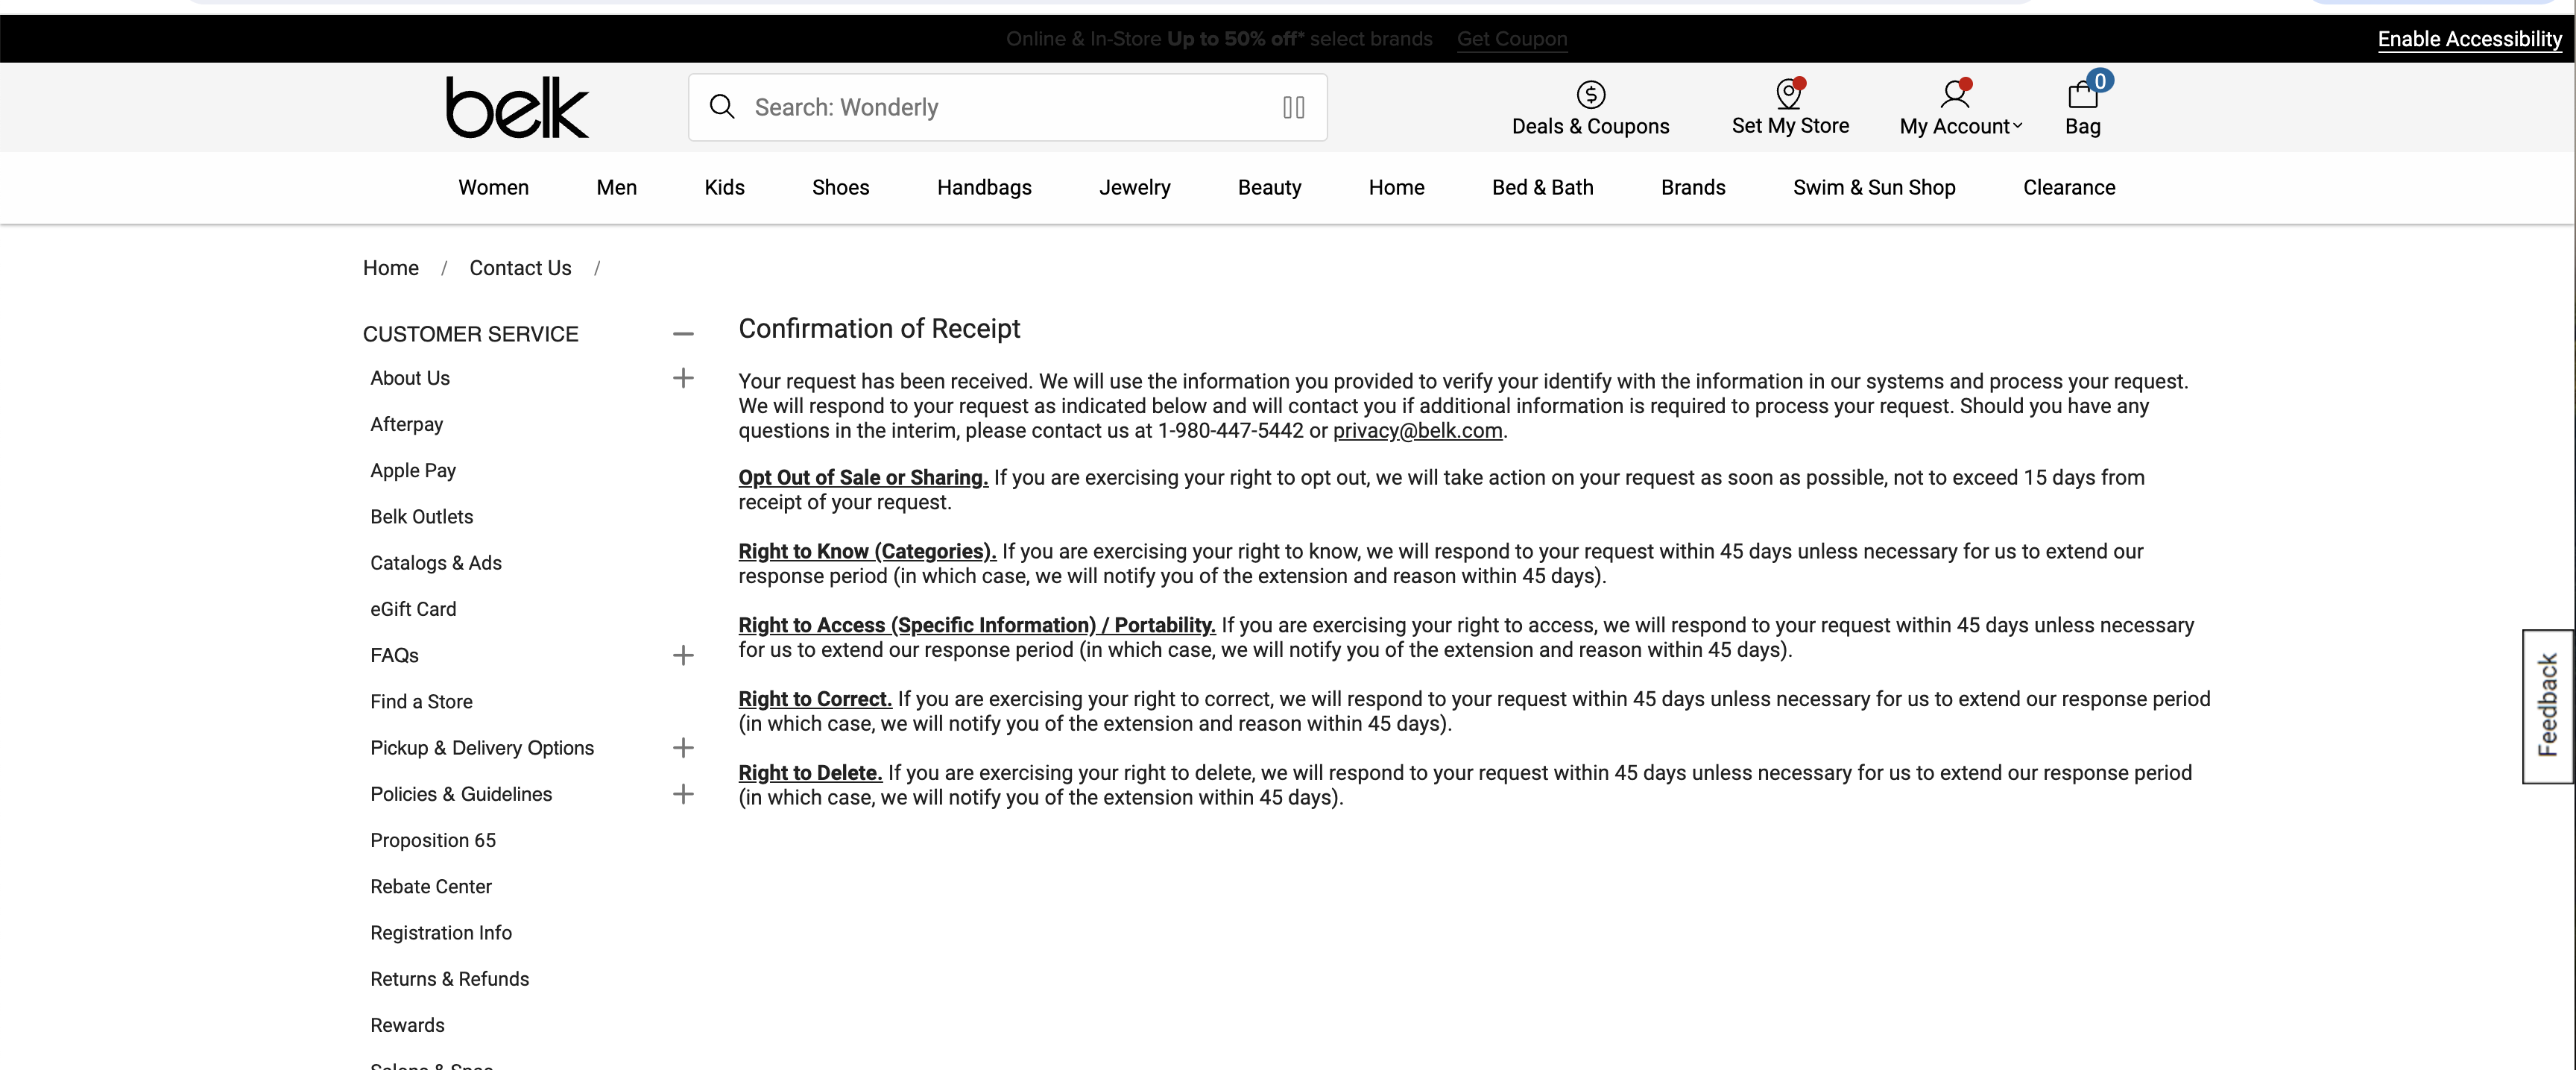 Online & In-Store Up to 50% off* select brands Get Coupon
Enable Accessibility
belk
Search: Wonderly
Deals & Coupons
Set My Store
My Account
0
Bag
Women Men Kids Shoes Handbags Jewelry Beauty Home Bed & Bath Brands Swim & Sun Shop Clearance
Home / Contact Us /
CUSTOMER SERVICE
About Us
Afterpay
Apple Pay
Belk Outlets
Catalogs & Ads
eGift Card
FAQs
Find a Store
Pickup & Delivery Options
Policies & Guidelines
Proposition 65
Rebate Center
Registration Info
Returns & Refunds
Rewards
Confirmation of Receipt
Your request has been received. We will use the information you provided to verify your identify with the information in our systems and process your request.
We will respond to your request as indicated below and will contact you if additional information is required to process your request. Should you have any
questions in the interim, please contact us at 1-980-447-5442 or privacy@belk.com.
Opt Out of Sale or Sharing. If you are exercising your right to opt out, we will take action on your request as soon as possible, not to exceed 15 days from
receipt of your request.
Right to Know (Categories). If you are exercising your right to know, we will respond to your request within 45 days unless necessary for us to extend our
response period (in which case, we will notify you of the extension and reason within 45 days).
Right to Access (Specific Information) / Portability. If you are exercising your right to access, we will respond to your request within 45 days unless necessary
for us to extend our response period (in which case, we will notify you of the extension and reason within 45 days).
Right to Correct. If you are exercising your right to correct, we will respond to your request within 45 days unless necessary for us to extend our response period
(in which case, we will notify you of the extension and reason within 45 days).
Right to Delete. If you are exercising your right to delete, we will respond to your request within 45 days unless necessary for us to extend our response period
(in which case, we will notify you of the extension within 45 days).
Feedback